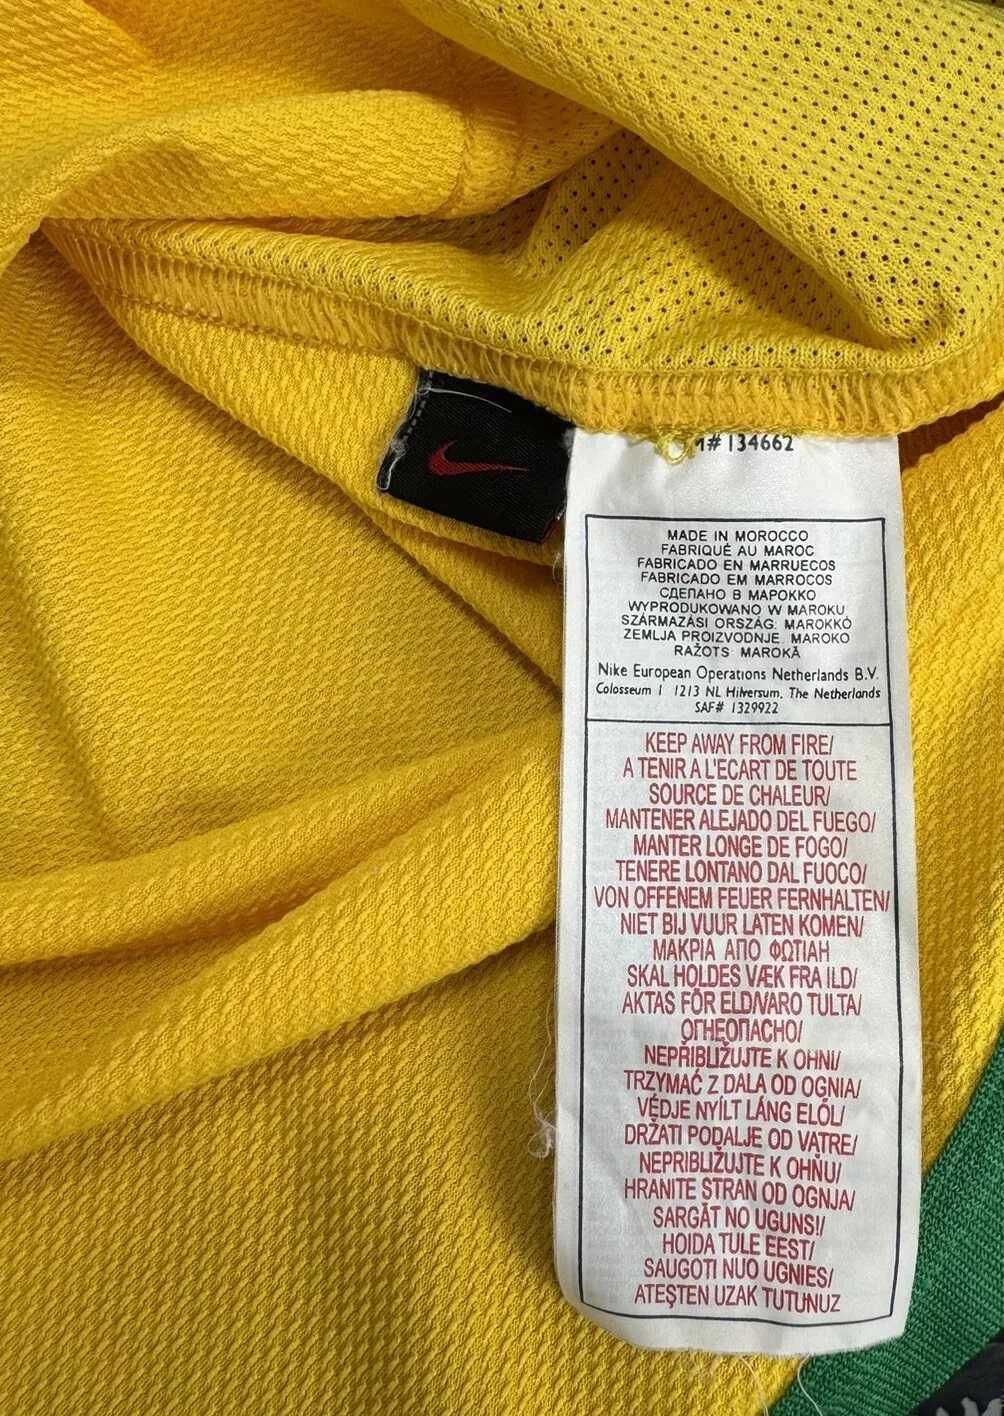 #134662
MADE IN MOROCCO
FABRIQUÉ AU MAROC
FABRICADO EN MARRUECOS
FABRICADO EM MARROCOS
СДЕЛАНО В МАРОККО
WYPRODUKOWANO W MAROKU
SZÁRMAZÁSI ORSZÁG: MAROKKÓ
ZEMLJA PROIZVODNJE MAROKO
RAŽOTS MAROKĀ
Nike European Operations Netherlands B.V.
Colosseum 1 1213 NL Hilversum, The Netherlands
SAF# 1329922
KEEP AWAY FROM FIRE/
A TENIR A L'ECART DE TOUTE
SOURCE DE CHALEUR/
MANTENER ALEJADO DEL FUEGO/
MANTER LONGE DE FOGO/
TENERE LONTANO DAL FUOCO/
VON OFFENEM FEUER FERNHALTEN/
NIET BIJ VUUR LATEN KOMEN/
ΜΑΚΡΙΑ ΑΠΟ ΦΩΤΙΑΗ
SKAL HOLDES VÆK FRA ILD/
AKTAS FÖR ELD/VARO TULTA/
ОГНЕОПАСНО/
NEPŘIBLIŽUJTE K OHNI/
TRZYMAĆ Z DALA OD OGNIA/
VÉDJE NYÍLT LÁNG ELŐL/
DRŽATI PODALJE OD VATRE/
NEPRIBLIŽUJTE K OHŇU/
HRANITE STRAN OD OGNJA/
SARGĀT NO UGUNS!/
HOIDA TULE EEST/
SAUGOTI NUO UGNIES/
ATEŞTEN UZAK TUTUNUZ